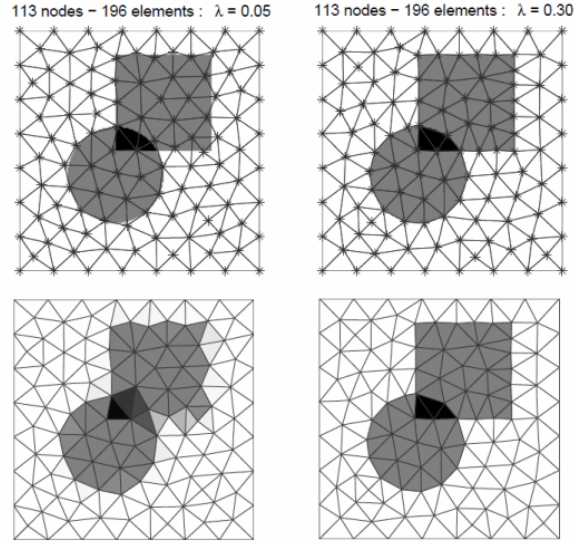 113 nodes − 196 elements :   λ = 0.05
113 nodes − 196 elements :   λ = 0.30